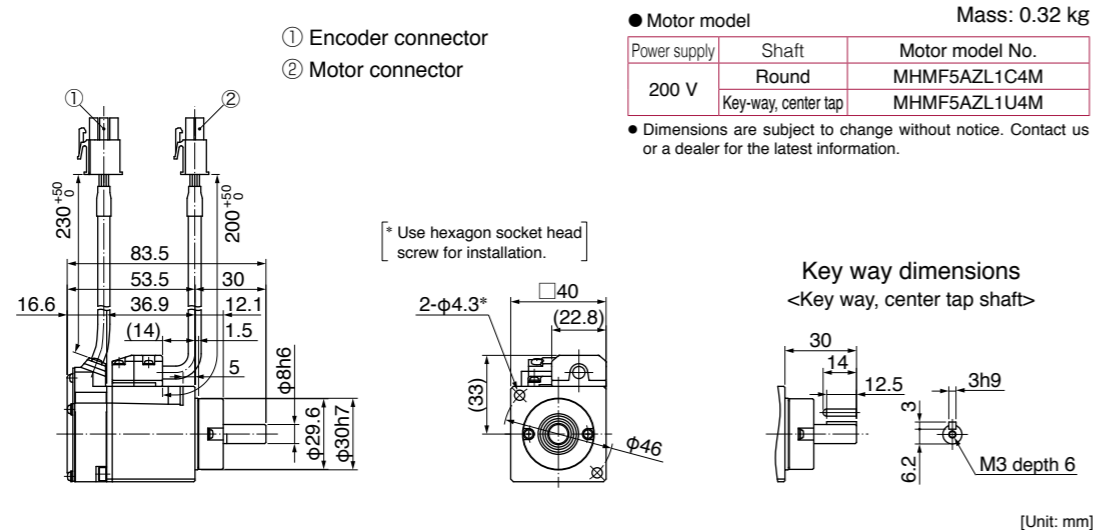 ① Encoder connector
② Motor connector
● Motor model
Mass: 0.32 kg
Power supply Shaft Motor model No.
200 V
Round MHMF5AZL1C4M
Key-way, center tap MHMF5AZL1U4M
● Dimensions are subject to change without notice. Contact us
or a dealer for the latest information.
① ②
230 +50 0
200 +50 0
83.5
53.5 30
16.6 36.9 12.1
(14) 1.5
5
ϕ8h6
ϕ29.6
ϕ30h7
* Use hexagon socket head
screw for installation.
2-ϕ4.3* □40
(22.8)
(33)
ϕ46
Key way dimensions
<Key way, center tap shaft>
30
14
12.5 3h9
3
6.2
M3 depth 6
[Unit: mm]